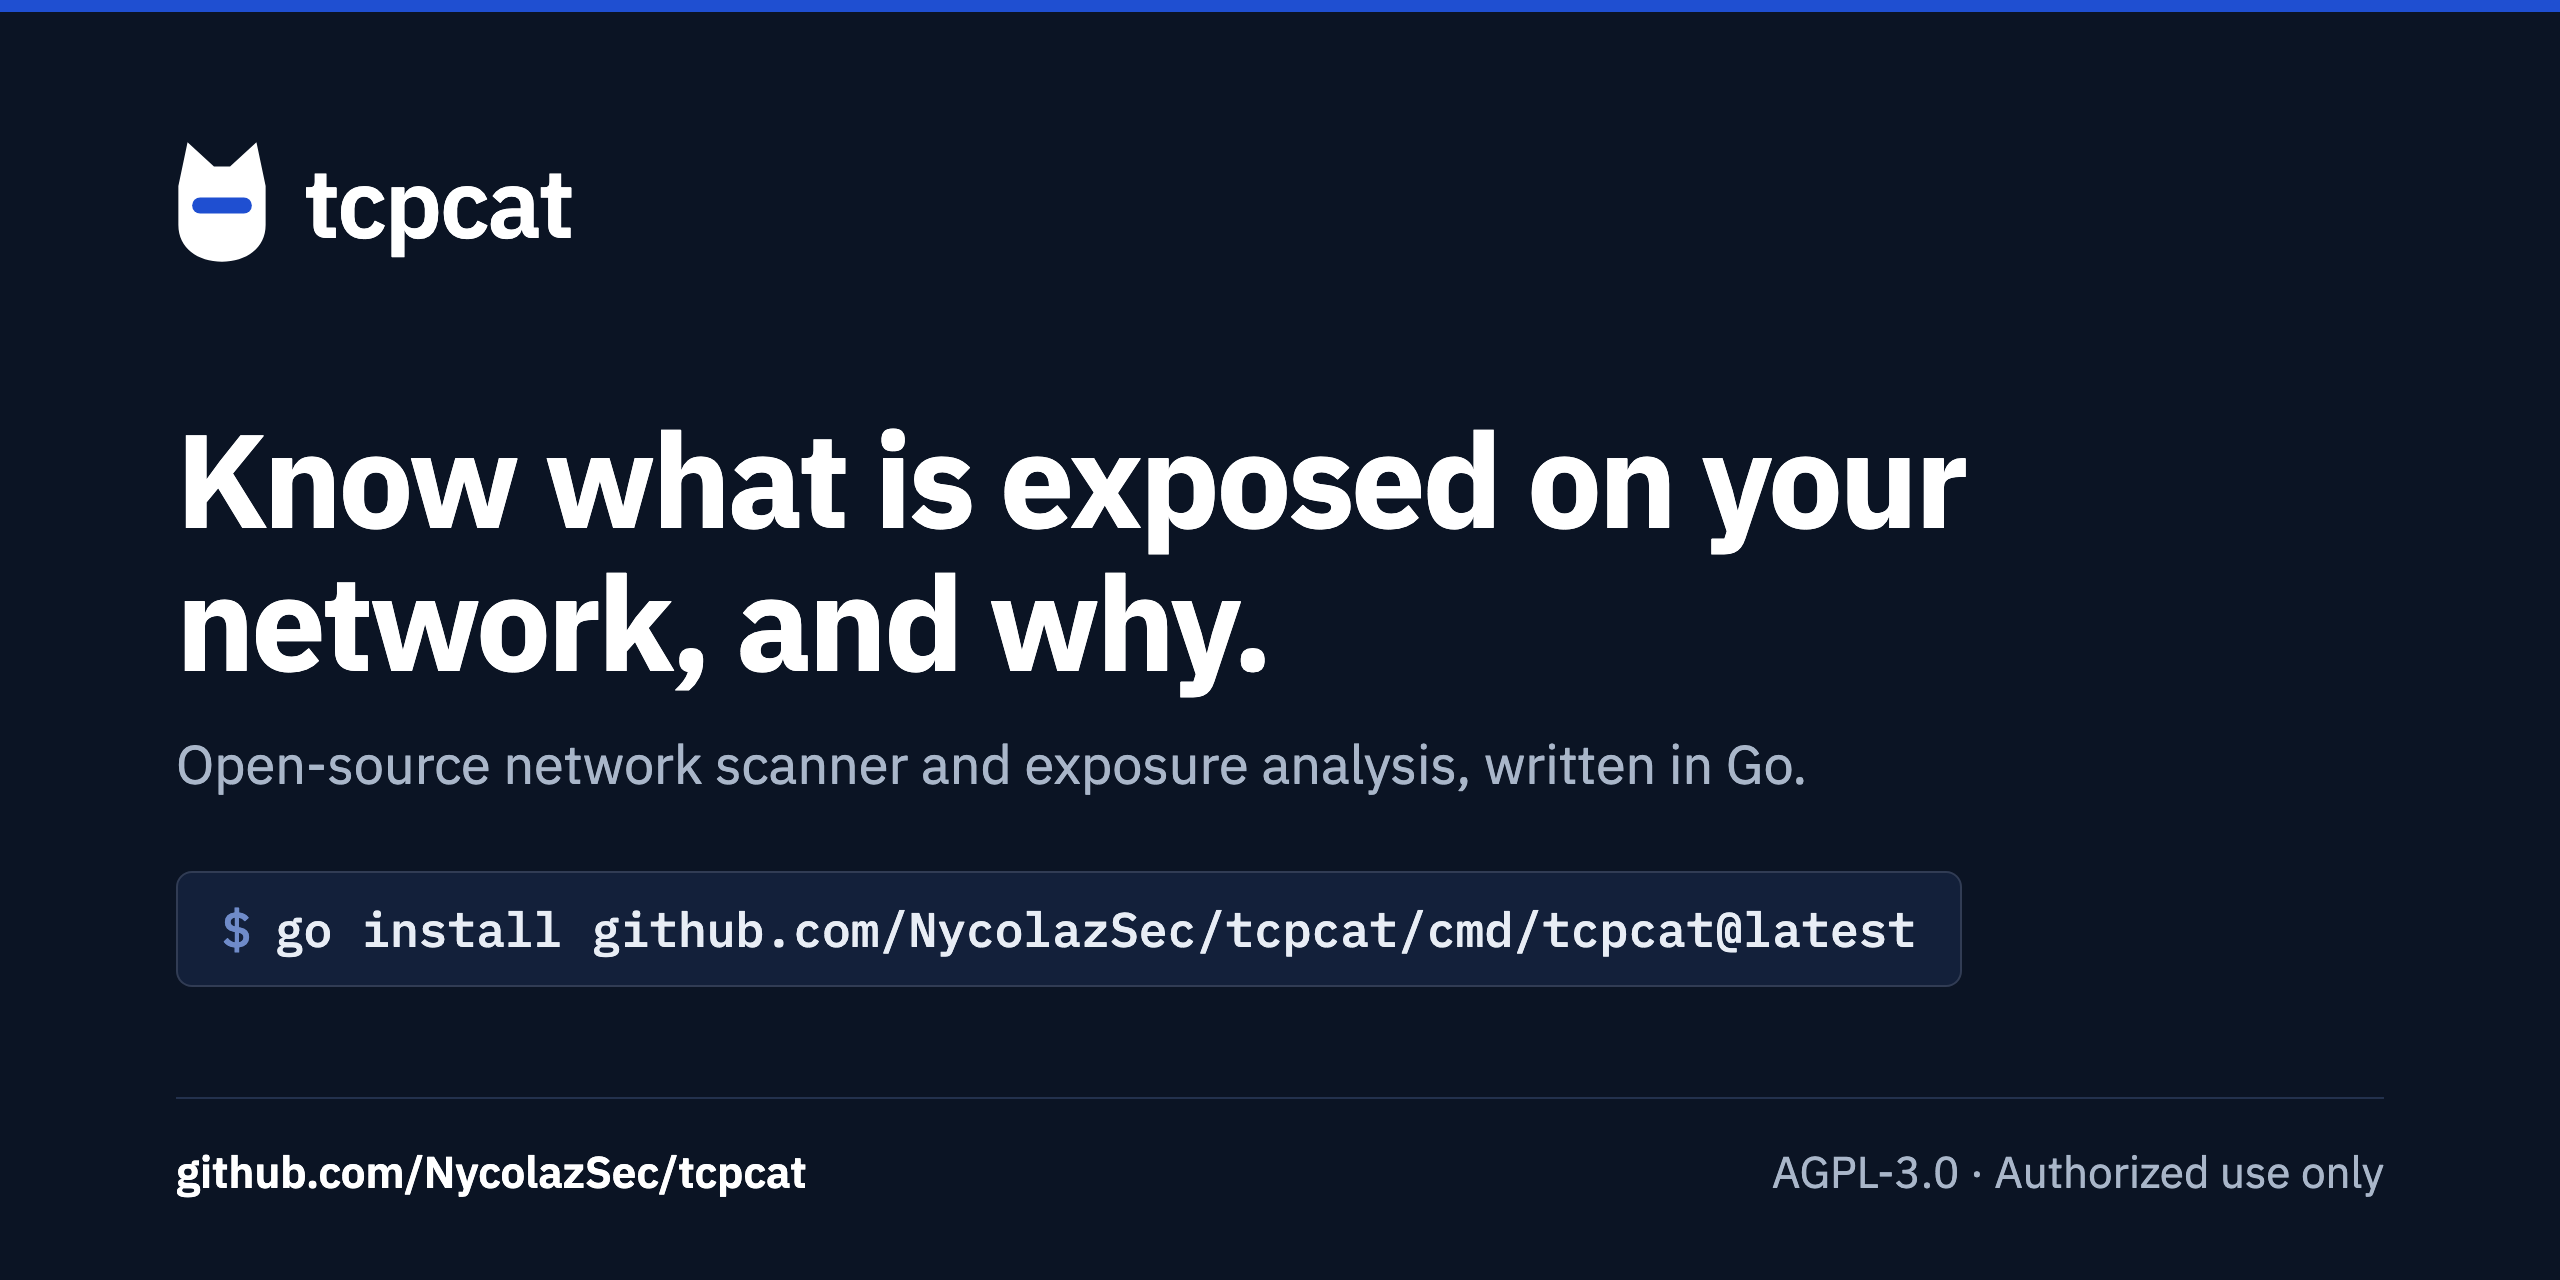 tcpcat
Know what is exposed on your
network, and why.
Open-source network scanner and exposure analysis, written in Go.
$ go install github.com/NycolazSec/tcpcat/cmd/tcpcat@latest
github.com/NycolazSec/tcpcat
AGPL-3.0 · Authorized use only